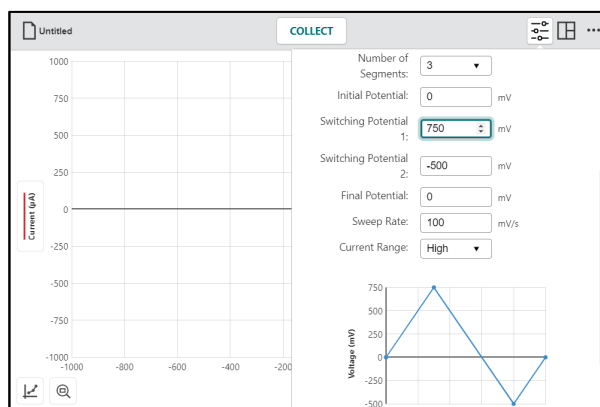 Untitled
COLLECT
...
Number of
Segments:
3
Initial Potential:
0
mV
Switching Potential
1:
750
mV
Switching Potential
2:
-500
mV
Final Potential:
0
mV
Sweep Rate:
100
mV/s
Current Range:
High
1000
750
500
250
0
-250
-500
-750
-1000
Current (µA)
-1000
-800
-600
-400
-200
750
500
250
0
-250
-500
Voltage (mV)